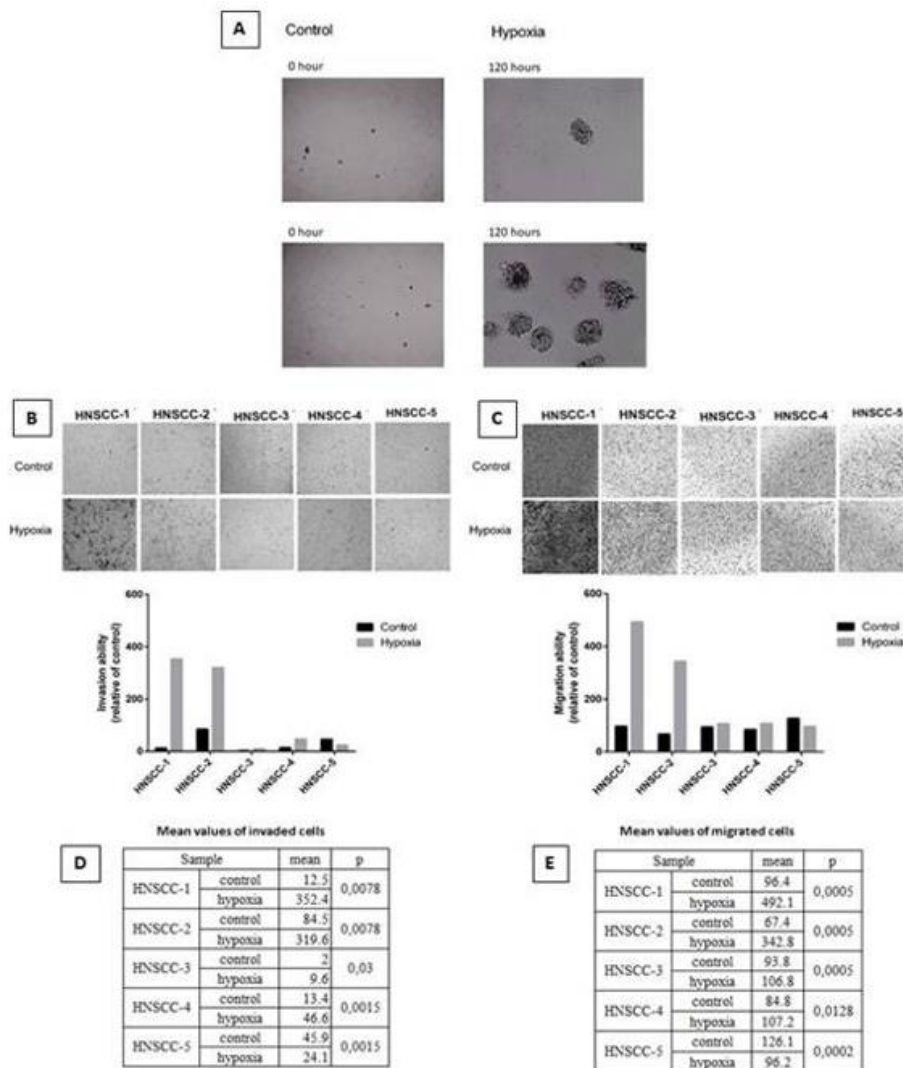 A Control Hypoxia
0 hour 120 hours
0 hour 120 hours
B HNSCC-1 HNSCC-2 HNSCC-3 HNSCC-4 HNSCC-5
Control
Hypoxia
600
400
200
0
Invasion ability
(relative of control)
Control
Hypoxia
HNSCC-1 HNSCC-2 HNSCC-3 HNSCC-4 HNSCC-5
C HNSCC-1 HNSCC-2 HNSCC-3 HNSCC-4 HNSCC-5
Control
Hypoxia
600
400
200
0
Migration ability
(relative of control)
Control
Hypoxia
HNSCC-1 HNSCC-2 HNSCC-3 HNSCC-4 HNSCC-5
Mean values of invaded cells
D
Sample mean p
HNSCC-1 control 12.5 0,0078
hypoxia 352.4
HNSCC-2 control 84.5 0,0078
hypoxia 319.6
HNSCC-3 control 2 0,03
hypoxia 9.6
HNSCC-4 control 13.4 0,0015
hypoxia 46.6
HNSCC-5 control 45.9 0,0015
hypoxia 24.1
Mean values of migrated cells
E
Sample mean p
HNSCC-1 control 96.4 0,0005
hypoxia 492.1
HNSCC-2 control 67.4 0,0005
hypoxia 342.8
HNSCC-3 control 93.8 0,0005
hypoxia 106.8
HNSCC-4 control 84.8 0,0128
hypoxia 107.2
HNSCC-5 control 126.1 0,0002
hypoxia 96.2